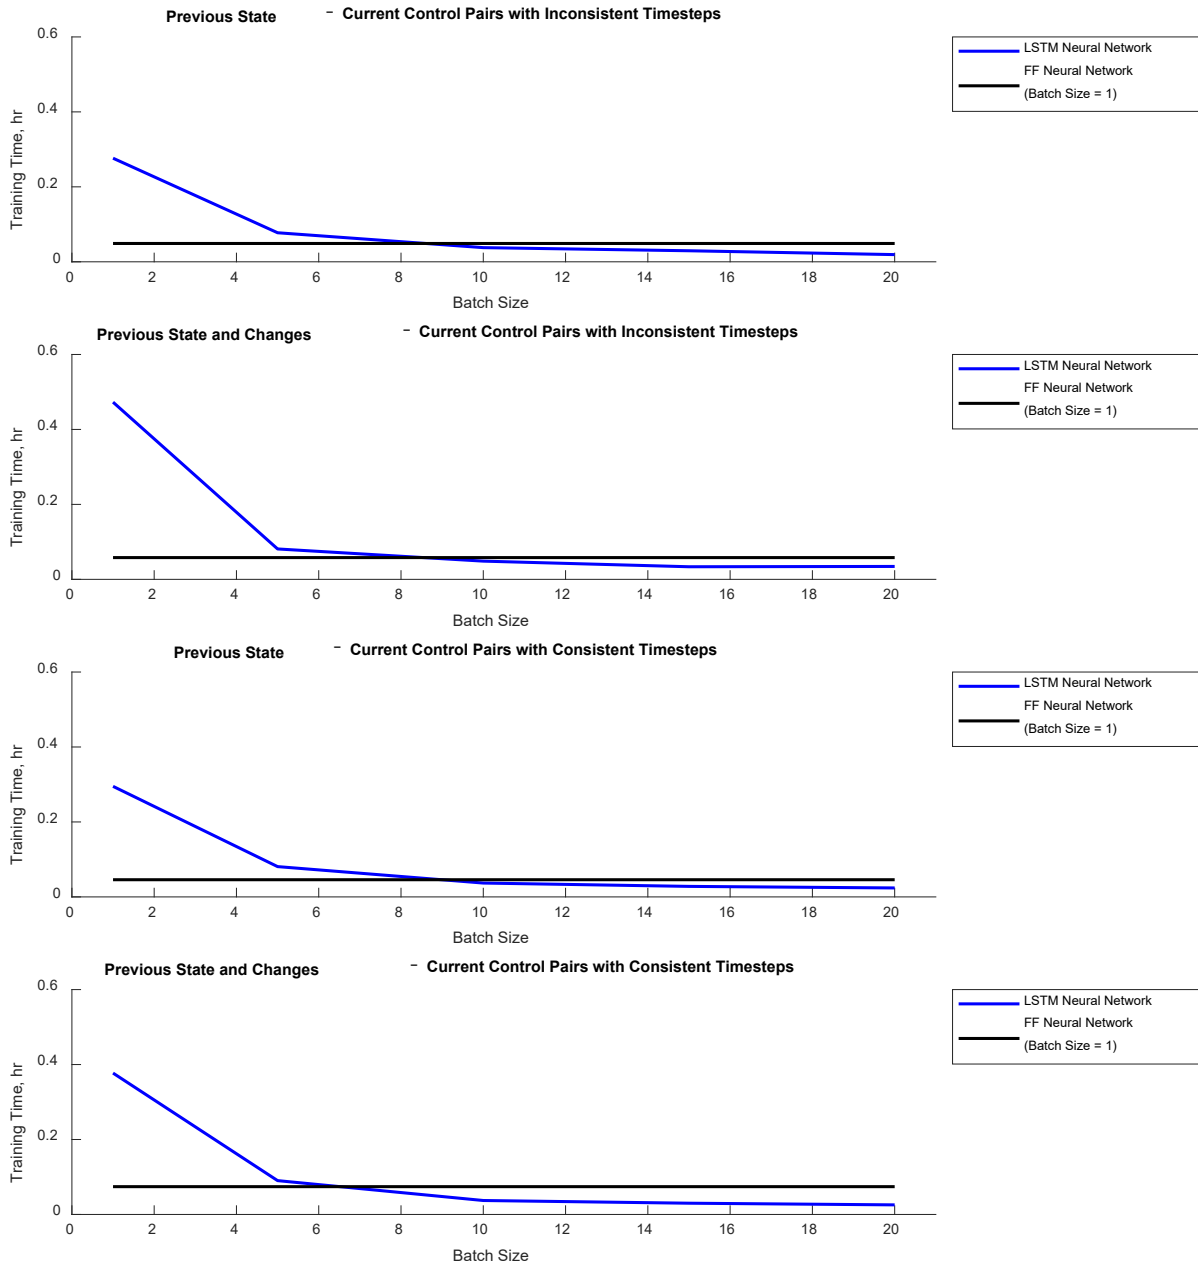 Previous State – Current Control Pairs with Inconsistent Timesteps
0.6
0.4
0.2
0
Training Time, hr
0 2 4 6 8 10 12 14 16 18 20
Batch Size
LSTM Neural Network
FF Neural Network
(Batch Size = 1)
Previous State and Changes – Current Control Pairs with Inconsistent Timesteps
0.6
0.4
0.2
0
Training Time, hr
0 2 4 6 8 10 12 14 16 18 20
Batch Size
LSTM Neural Network
FF Neural Network
(Batch Size = 1)
Previous State – Current Control Pairs with Consistent Timesteps
0.6
0.4
0.2
0
Training Time, hr
0 2 4 6 8 10 12 14 16 18 20
Batch Size
LSTM Neural Network
FF Neural Network
(Batch Size = 1)
Previous State and Changes – Current Control Pairs with Consistent Timesteps
0.6
0.4
0.2
0
Training Time, hr
0 2 4 6 8 10 12 14 16 18 20
Batch Size
LSTM Neural Network
FF Neural Network
(Batch Size = 1)